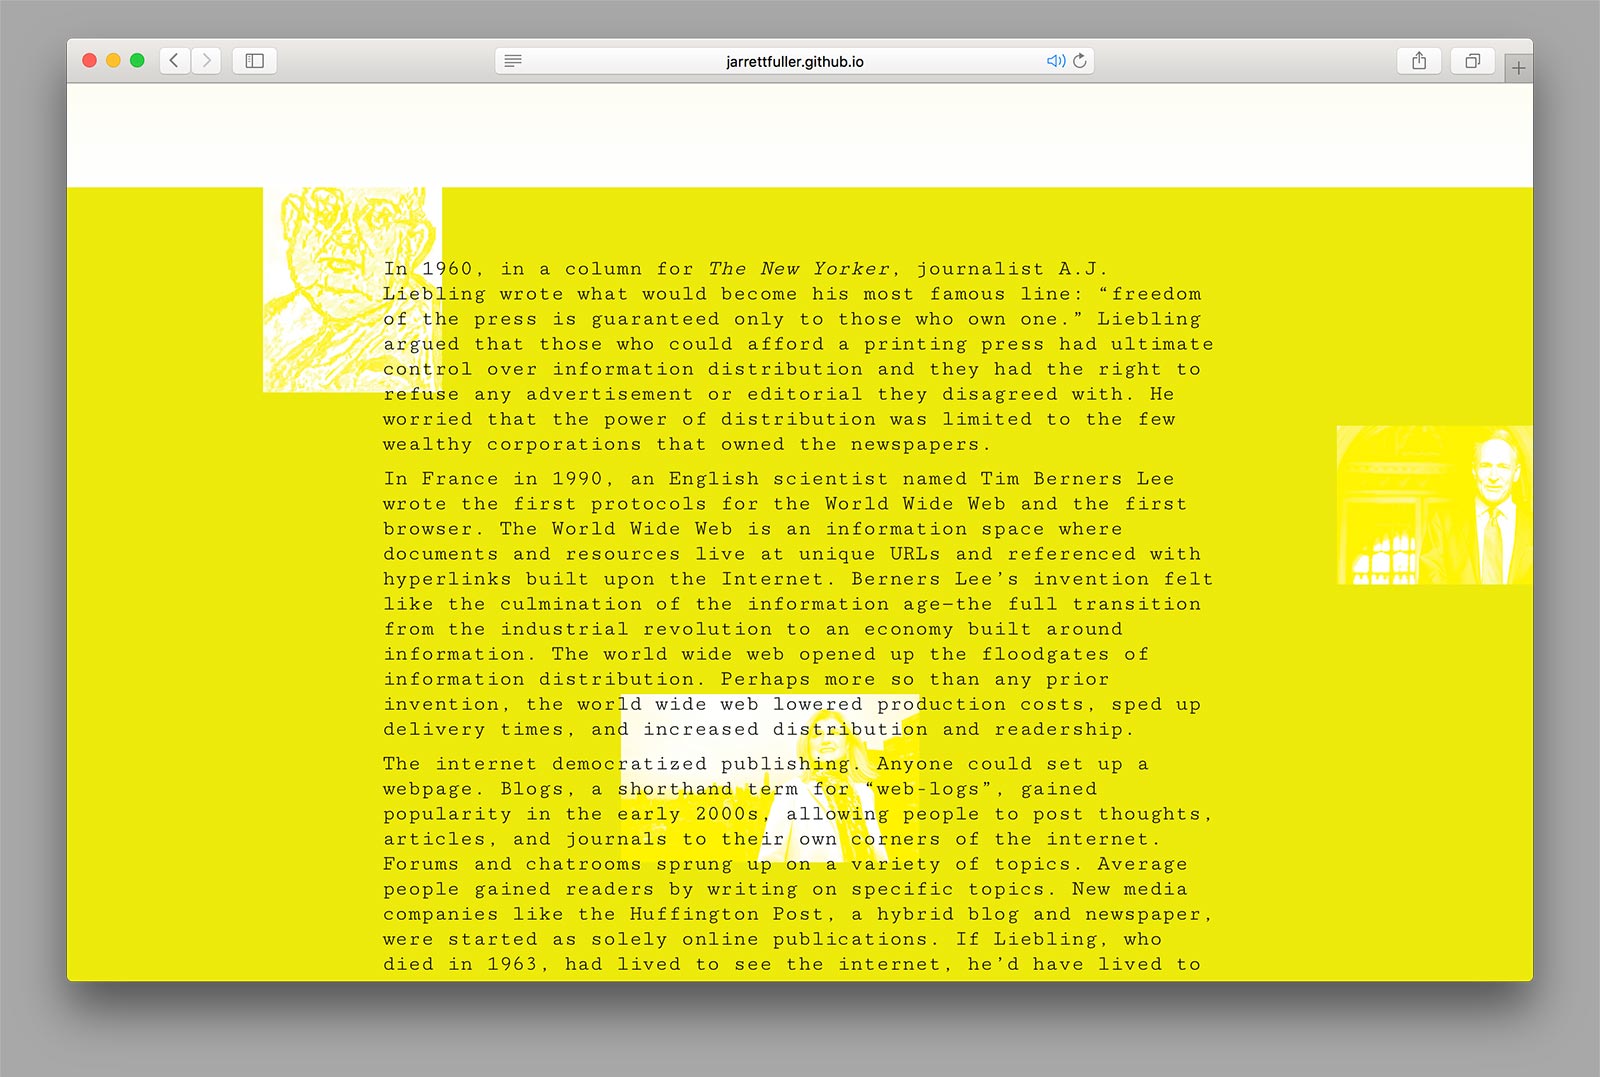 jarrettfuller.github.io
In 1960, in a column for The New Yorker, journalist A.J.
Liebling wrote what would become his most famous line: “freedom
of the press is guaranteed only to those who own one.” Liebling
argued that those who could afford a printing press had ultimate
control over information distribution and they had the right to
refuse any advertisement or editorial they disagreed with. He
worried that the power of distribution was limited to the few
wealthy corporations that owned the newspapers.
In France in 1990, an English scientist named Tim Berners Lee
wrote the first protocols for the World Wide Web and the first
browser. The World Wide Web is an information space where
documents and resources live at unique URLs and referenced with
hyperlinks built upon the Internet. Berners Lee’s invention felt
like the culmination of the information age—the full transition
from the industrial revolution to an economy built around
information. The world wide web opened up the floodgates of
information distribution. Perhaps more so than any prior
invention, the world wide web lowered production costs, sped up
delivery times, and increased distribution and readership.
The internet democratized publishing. Anyone could set up a
webpage. Blogs, a shorthand term for “web-logs”, gained
popularity in the early 2000s, allowing people to post thoughts,
articles, and journals to their own corners of the internet.
Forums and chatrooms sprung up on a variety of topics. Average
people gained readers by writing on specific topics. New media
companies like the Huffington Post, a hybrid blog and newspaper,
were started as solely online publications. If Liebling, who
died in 1963, had lived to see the internet, he’d have lived to